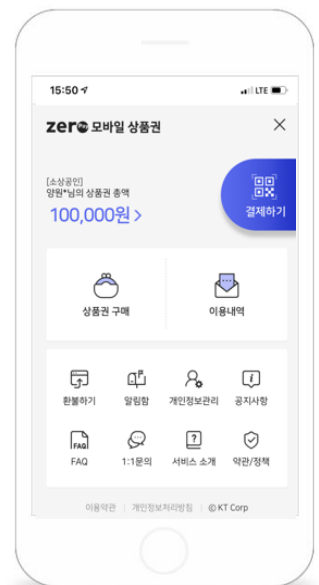 15:50 LTE
zero 모바일 상품권
[소상공인]
양원*님의 상품권 총액
100,000원 >
결제하기
상품권 구매 이용내역
환불하기 알림함 개인정보관리 공지사항
FAQ
FAQ 1:1문의 서비스 소개 약관/정책
이용약관 | 개인정보처리방침 | © KT Corp